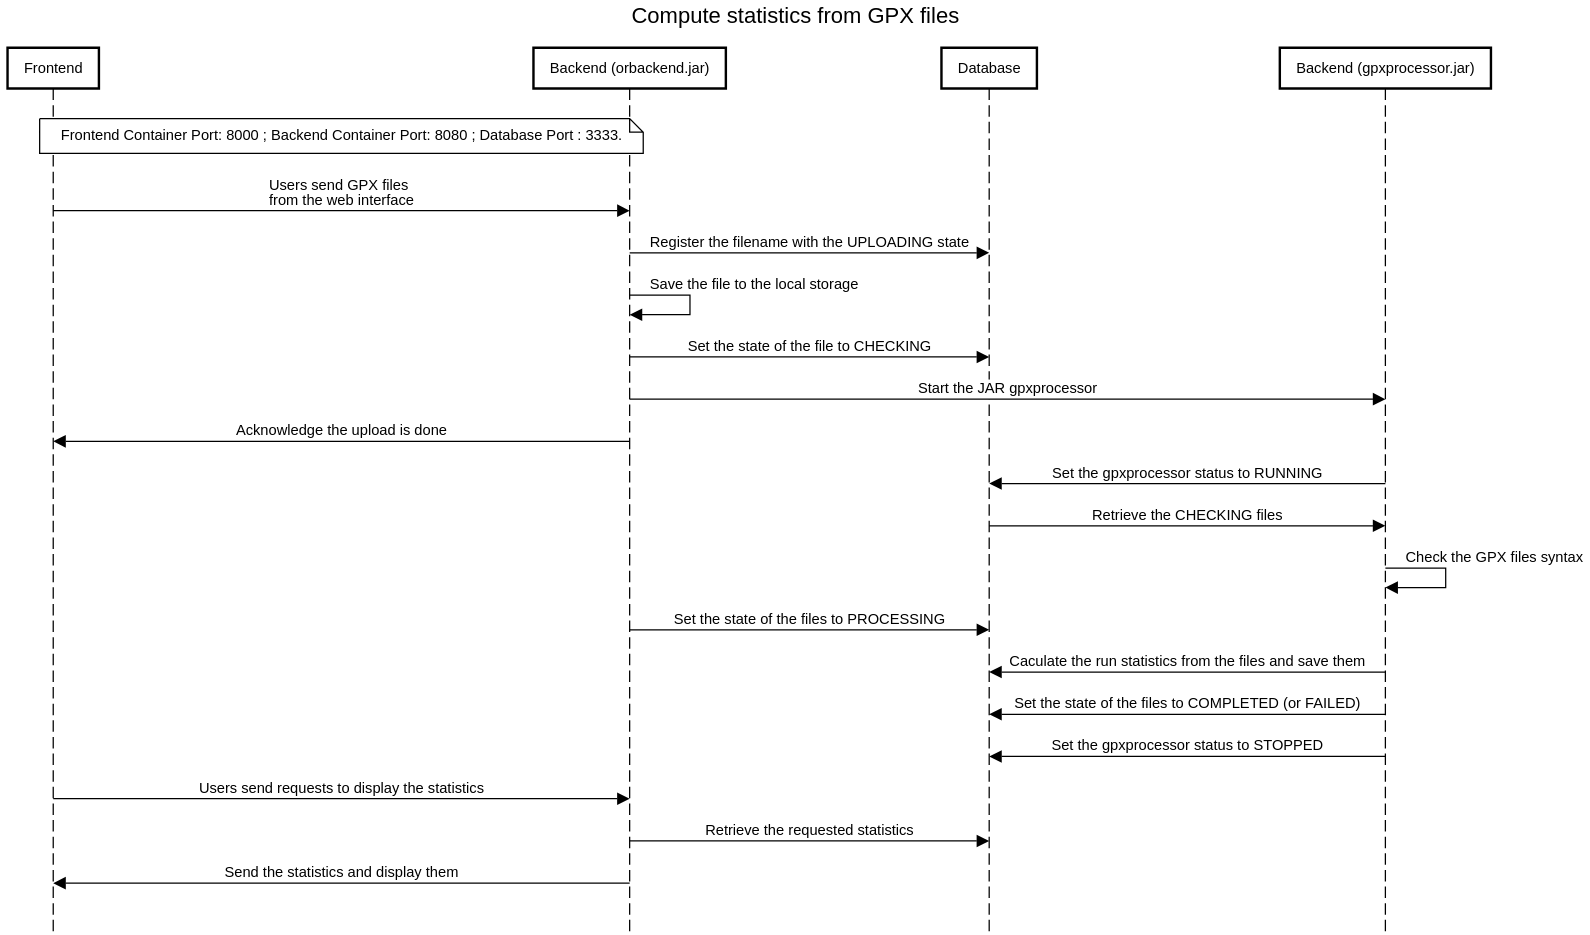 Compute statistics from GPX files
Frontend
Backend (orbackend.jar)
Database
Backend (gpxprocessor.jar)
Frontend Container Port: 8000 ; Backend Container Port: 8080 ; Database Port : 3333.
Users send GPX files
from the web interface
Register the filename with the UPLOADING state
Save the file to the local storage
Set the state of the file to CHECKING
Start the JAR gpxprocessor
Acknowledge the upload is done
Set the gpxprocessor status to RUNNING
Retrieve the CHECKING files
Check the GPX files syntax
Set the state of the files to PROCESSING
Caculate the run statistics from the files and save them
Set the state of the files to COMPLETED (or FAILED)
Set the gpxprocessor status to STOPPED
Users send requests to display the statistics
Retrieve the requested statistics
Send the statistics and display them